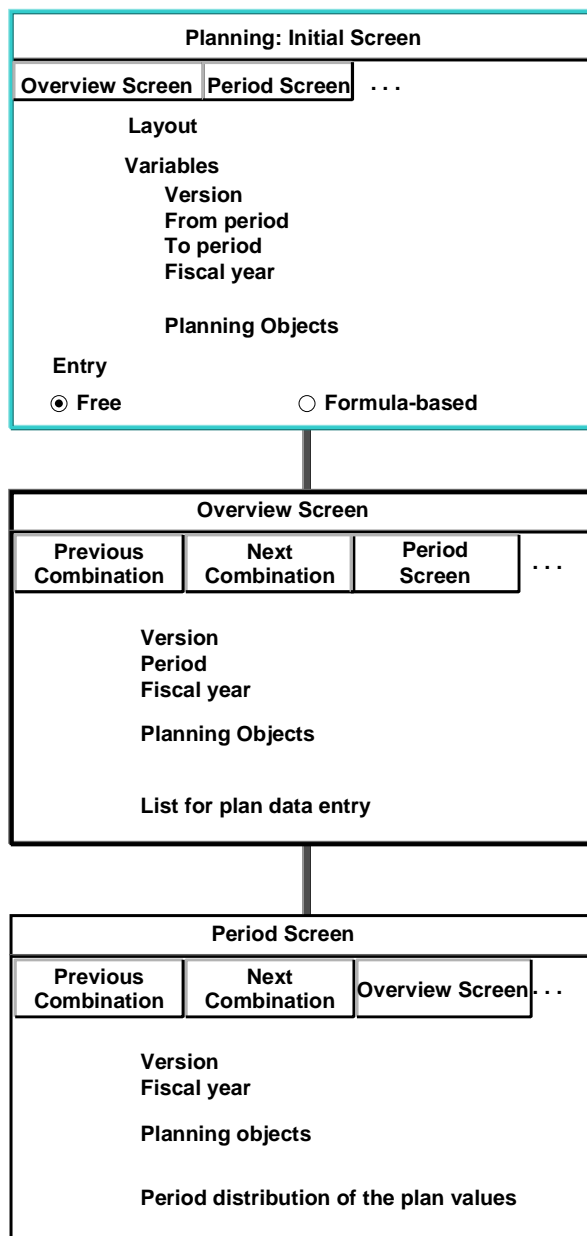 Planning: Initial Screen
Overview Screen Period Screen . . .
Layout
Variables
Version
From period
To period
Fiscal year
Planning Objects
Entry
Free Formula-based
Overview Screen
Previous Combination Next Combination Period Screen . . .
Version
Period
Fiscal year
Planning Objects
List for plan data entry
Period Screen
Previous Combination Next Combination Overview Screen . . .
Version
Fiscal year
Planning objects
Period distribution of the plan values